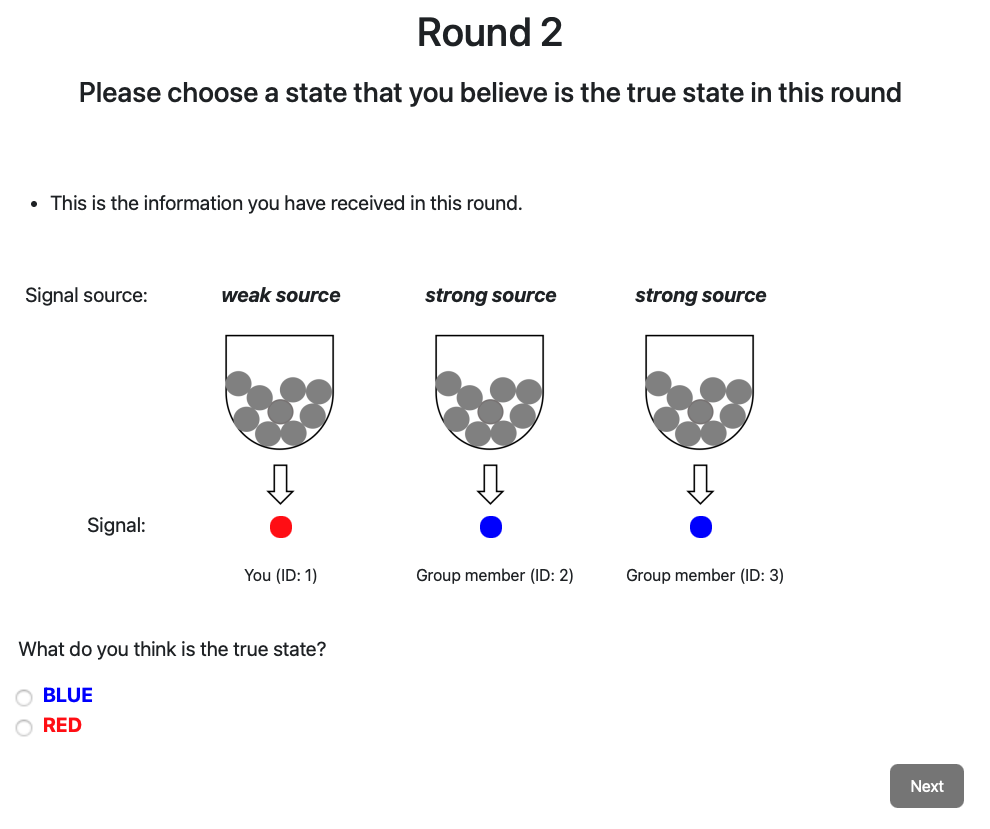 Round 2
Please choose a state that you believe is the true state in this round
• This is the information you have received in this round.
Signal source: weak source strong source strong source
Signal:
You (ID: 1) Group member (ID: 2) Group member (ID: 3)
What do you think is the true state?
BLUE
RED
Next